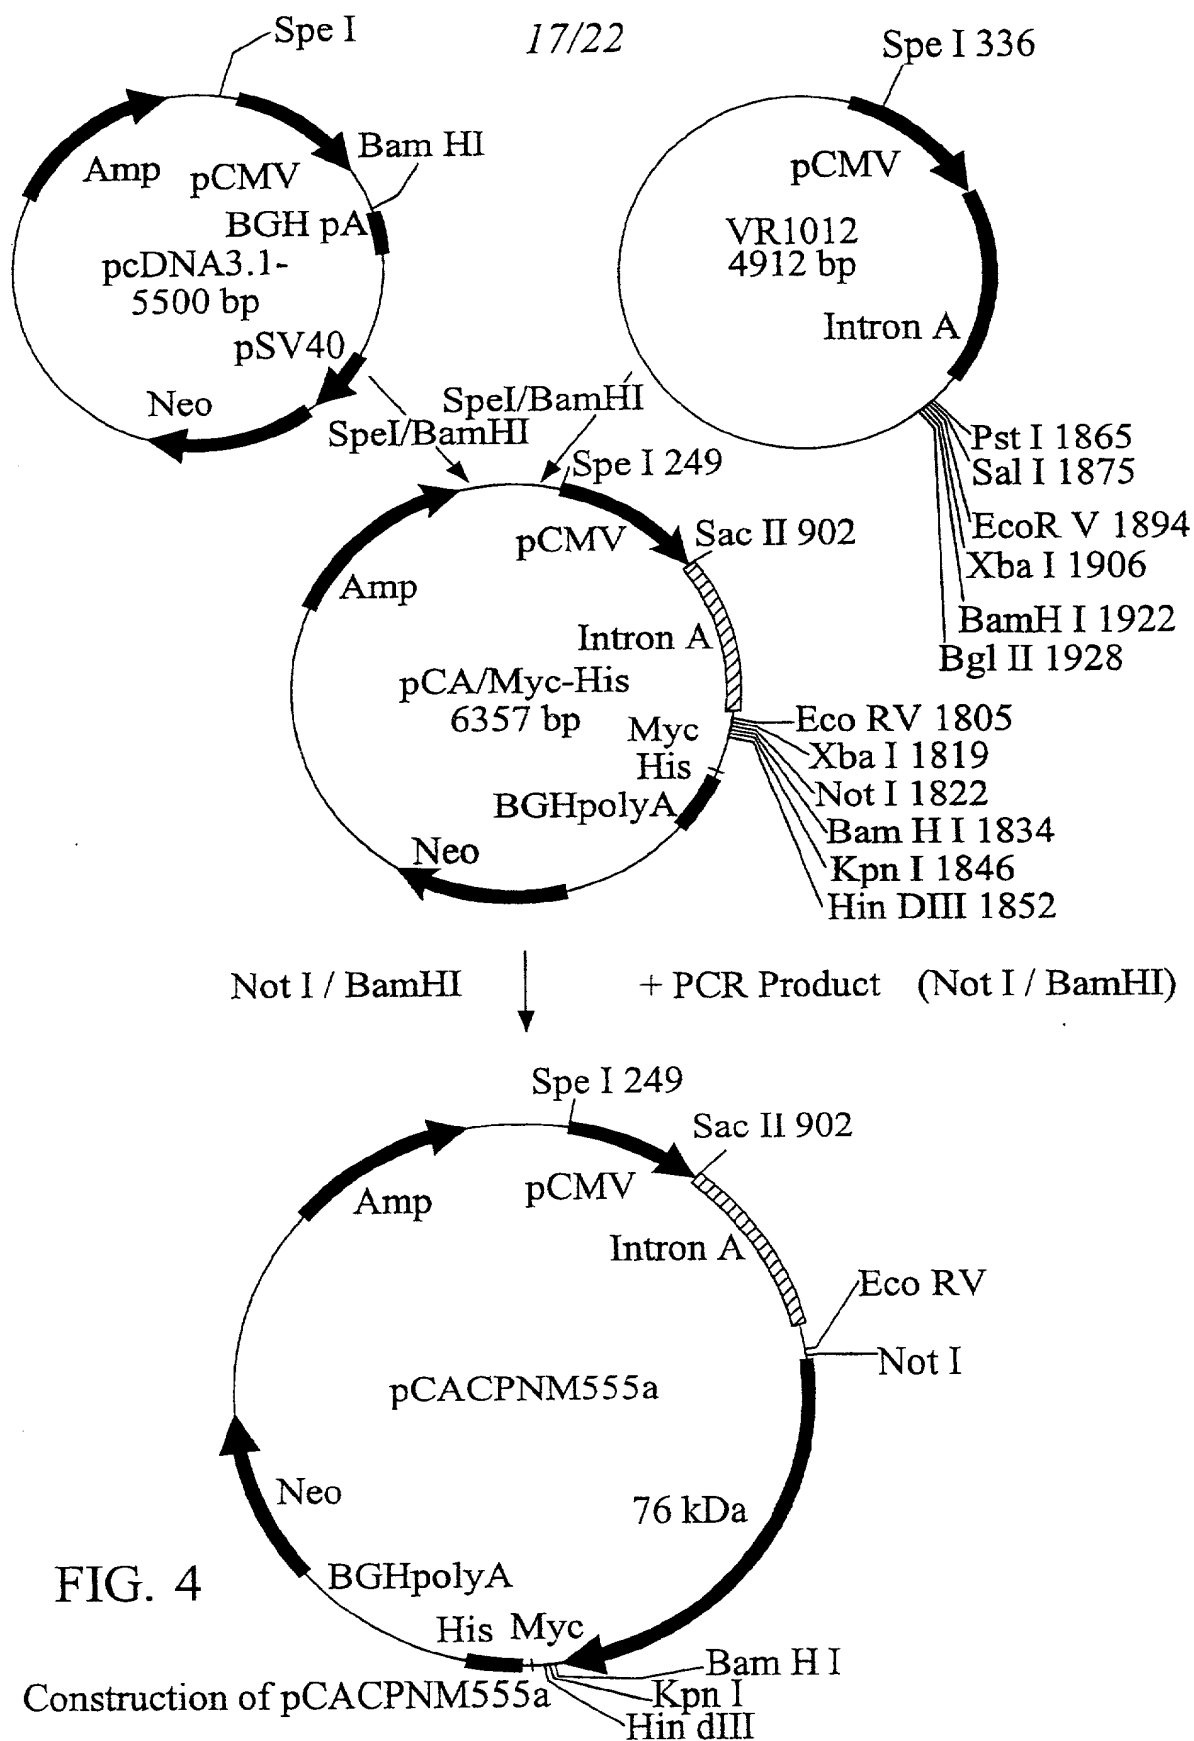 17/22
Spe I
Amp
pCMV
Bam HI
BGH pA
pcDNA3.1-
5500 bp
pSV40
Neo
SpeI/BamHI
Spe I 336
pCMV
VR1012
4912 bp
Intron A
SpeI/BamHI
Pst I 1865
Sal I 1875
EcoR V 1894
Xba I 1906
BamH I 1922
Bgl II 1928
Spe I 249
pCMV
Sac II 902
Amp
Intron A
pCA/Myc-His
6357 bp
Myc
His
BGHpolyA
Neo
Eco RV 1805
Xba I 1819
Not I 1822
Bam H I 1834
Kpn I 1846
Hin DIII 1852
Not I / BamHI
+ PCR Product (Not I / BamHI)
Spe I 249
Sac II 902
Amp
pCMV
Intron A
Eco RV
Not I
pCACPNM555a
Neo
76 kDa
BGHpolyA
His Myc
Bam H I
Kpn I
Hin dIII
FIG. 4
Construction of pCACPNM555a